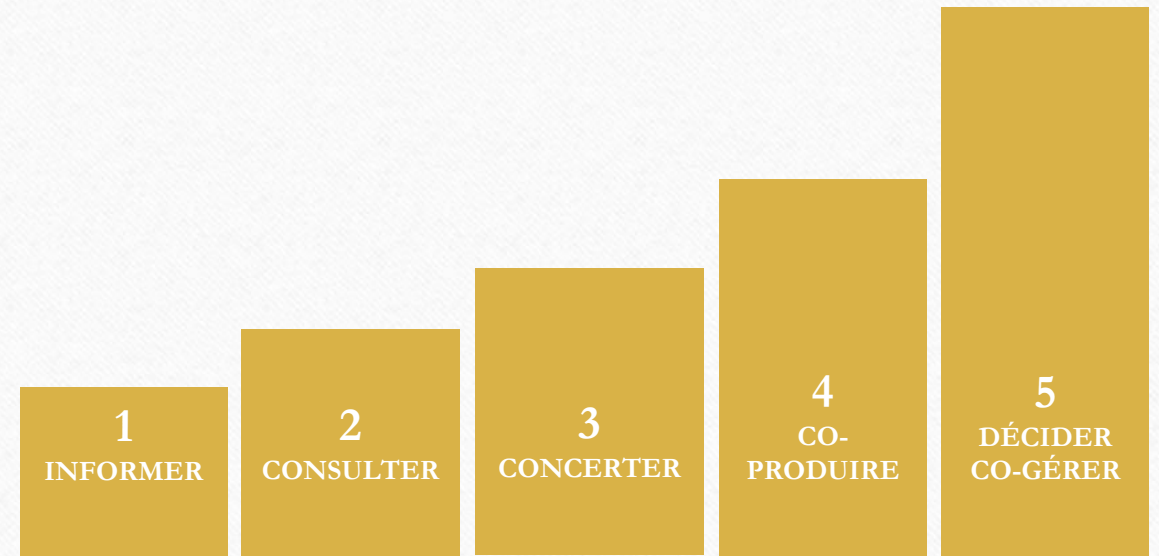 1
INFORMER
2
CONSULTER
3
CONCERTER
4
CO-
PRODUIRE
5
DÉCIDER
CO-GÉRER